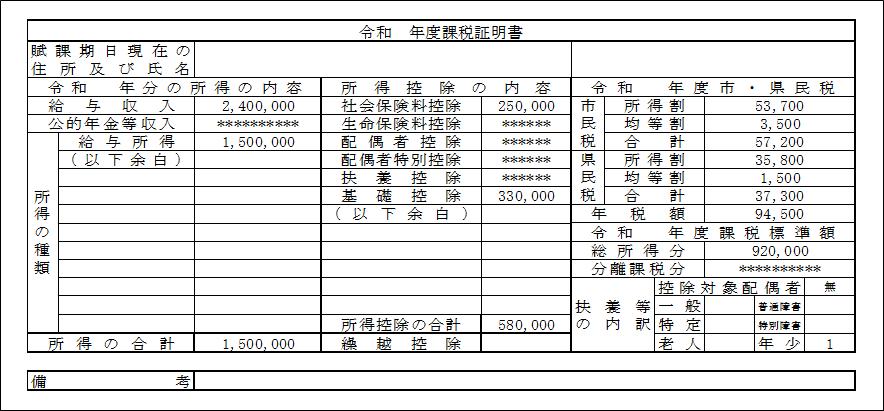 令和　年度課税証明書
賦課期日現在の
住所及び氏名
令和　年分の所得の内容　所得控除の内容　令和　年度市・県民税
給与収入　2,400,000　社会保険料控除　250,000　市民税　所得割　53,700
公的年金等収入　**********　生命保険料控除　******　均等割　3,500
所得の種類　給与所得　1,500,000　配偶者控除　******　合計　57,200
(以下余白)　配偶者特別控除　******　県民税　所得割　35,800
扶養控除　******　均等割　1,500
基礎控除　330,000　合計　37,300
(以下余白)　年税額　94,500
令和　年度課税標準額
総所得分　920,000
分離課税分　**********
扶養等の内訳　控除対象配偶者　無
一般　普通障害
所得控除の合計　580,000　特定　特別障害
所得の合計　1,500,000　繰越控除　老人　年少　1
備考